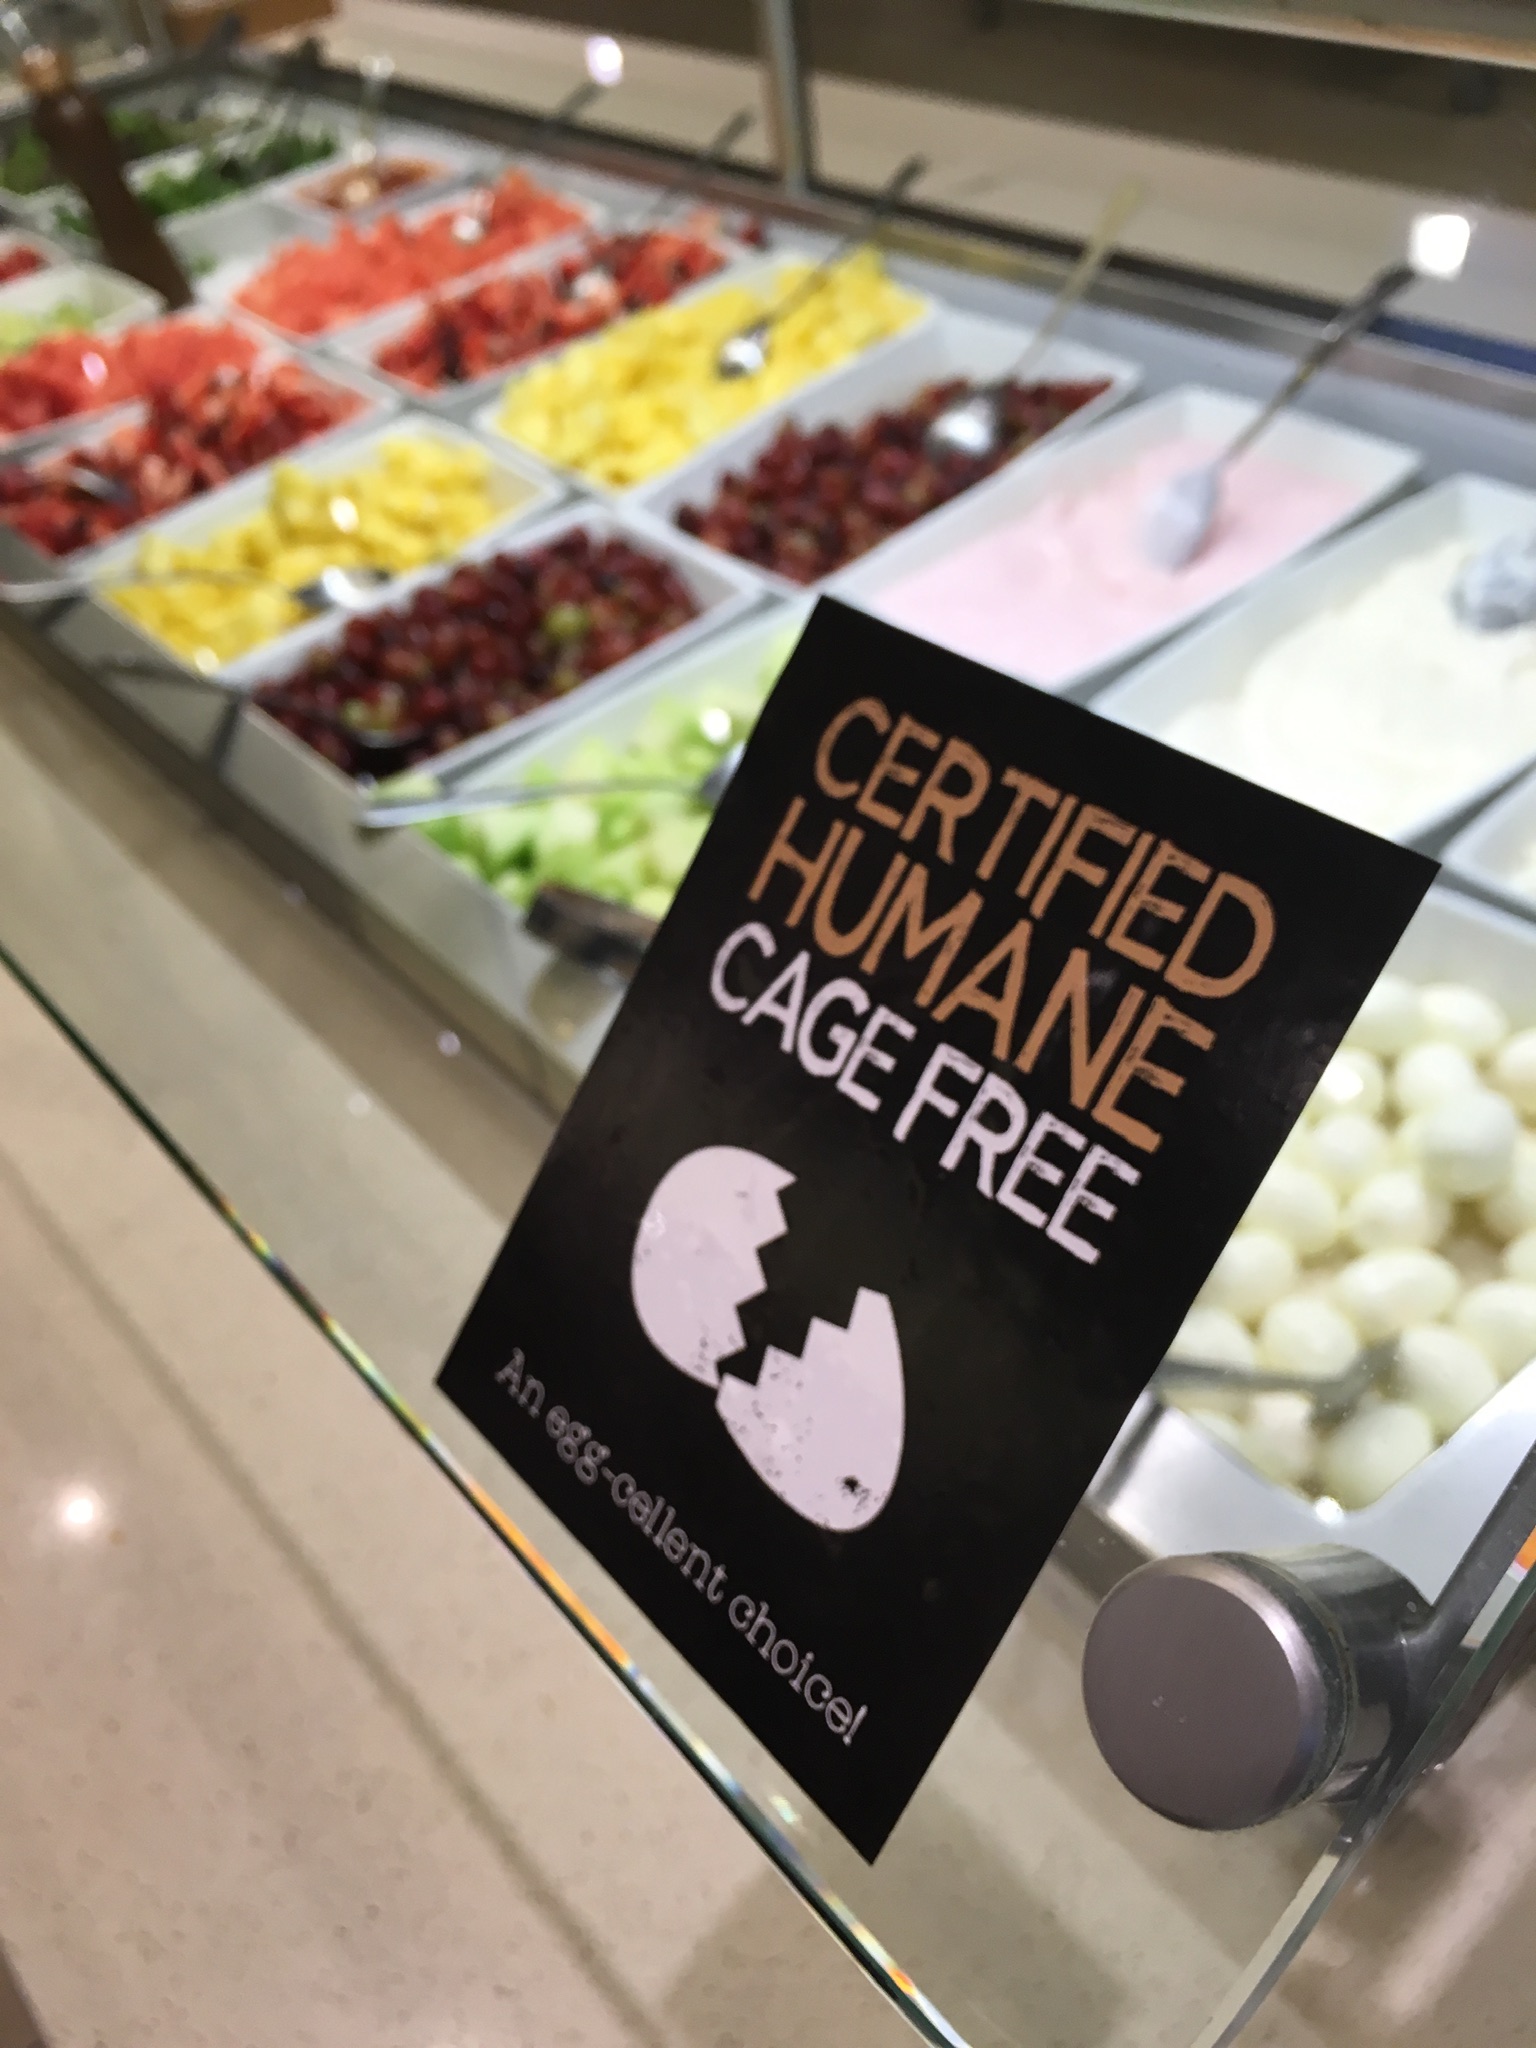 CERTIFIED
HUMANE
CAGE FREE
An egg-cellent choice!